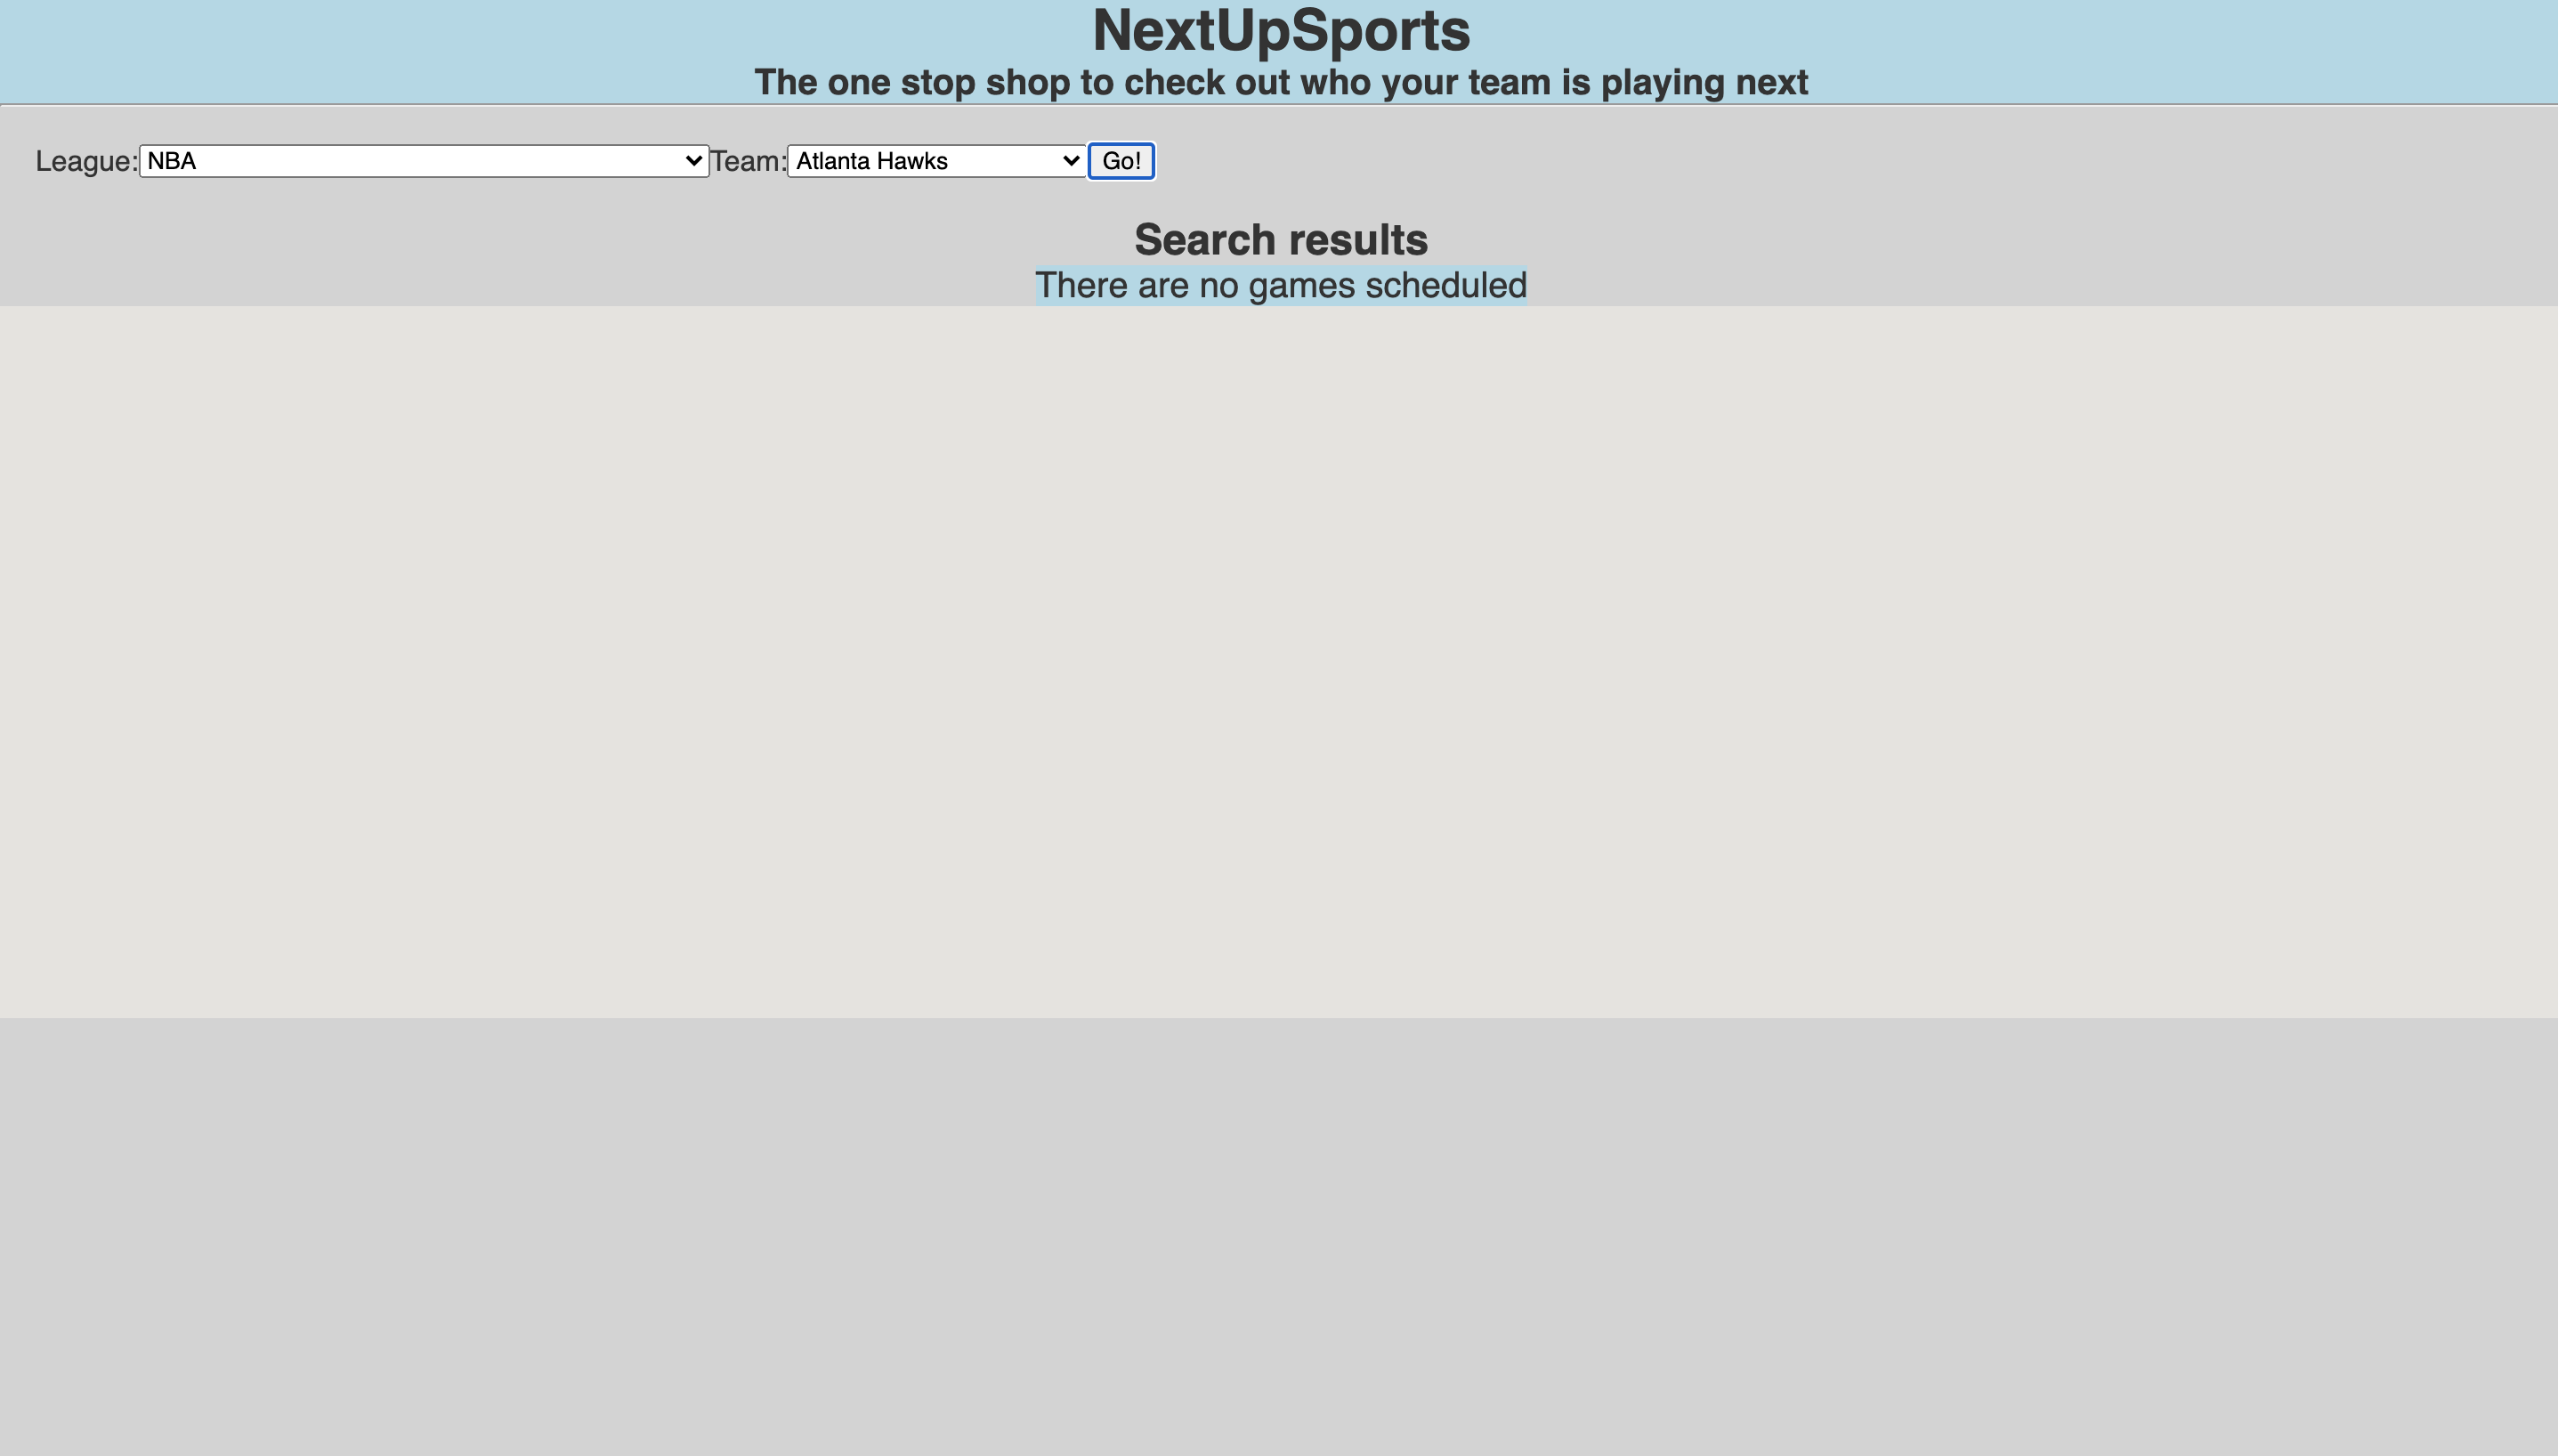 NextUpSports
The one stop shop to check out who your team is playing next
League: NBA Team: Atlanta Hawks Go!
Search results
There are no games scheduled